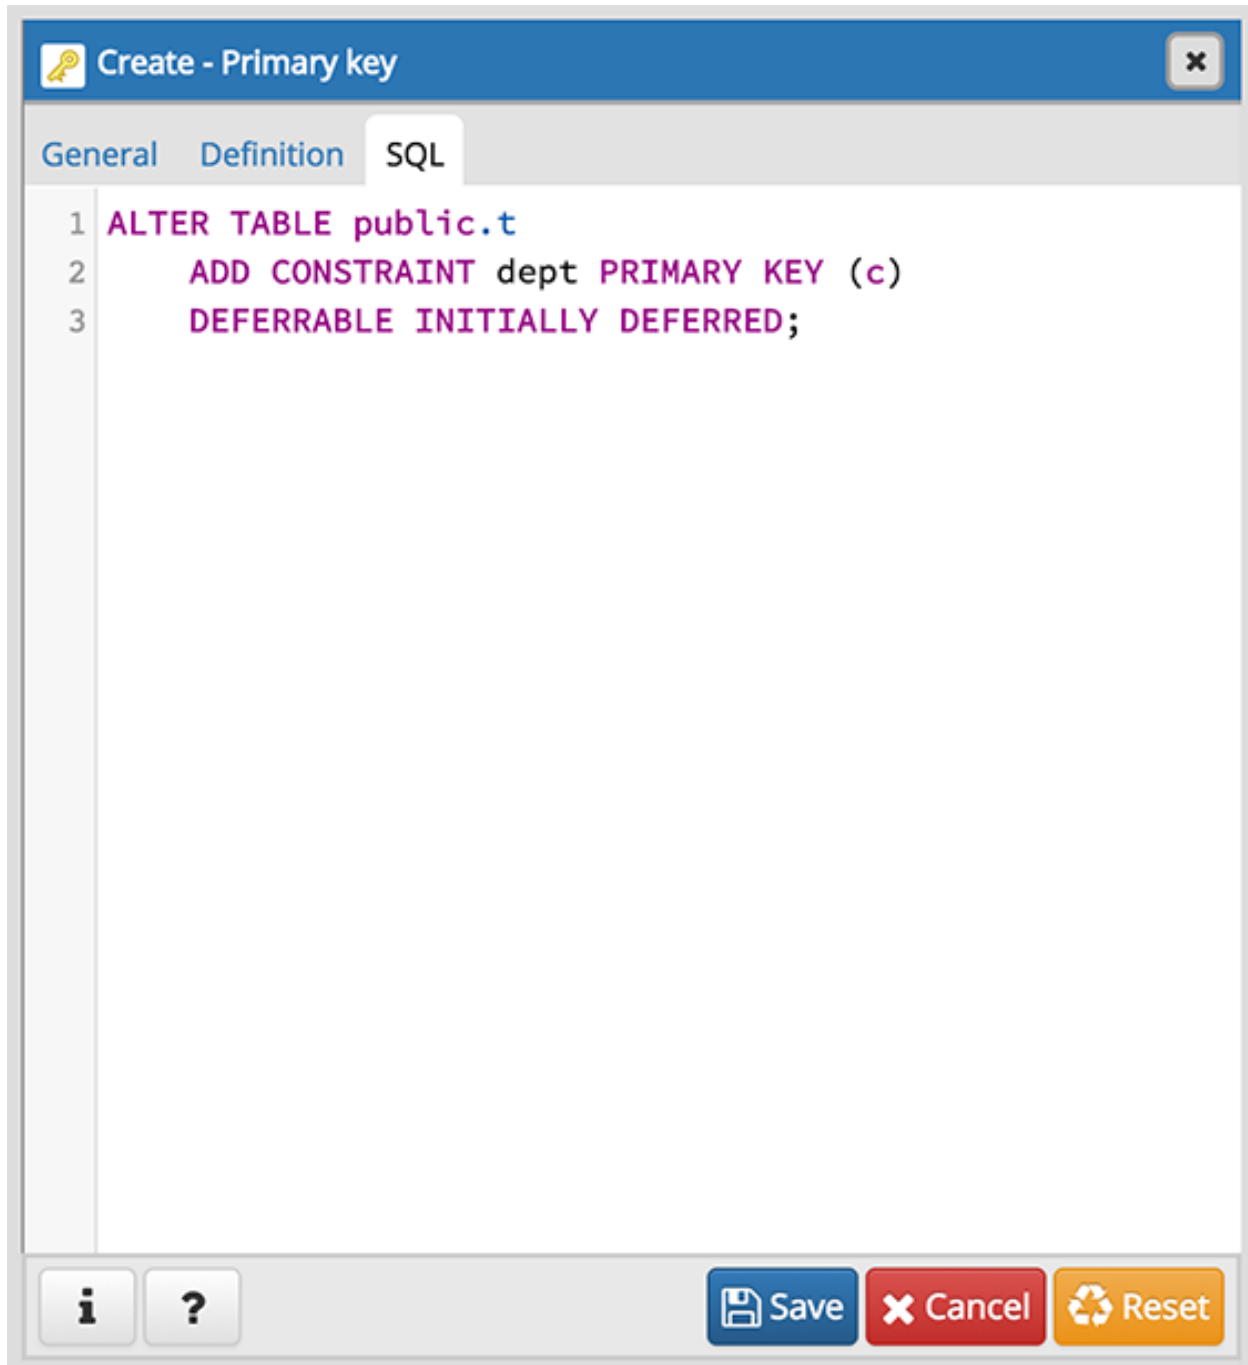 Create - Primary key
General Definition SQL
1 ALTER TABLE public.t
2 ADD CONSTRAINT dept PRIMARY KEY (c)
3 DEFERRABLE INITIALLY DEFERRED;
i ? Save Cancel Reset